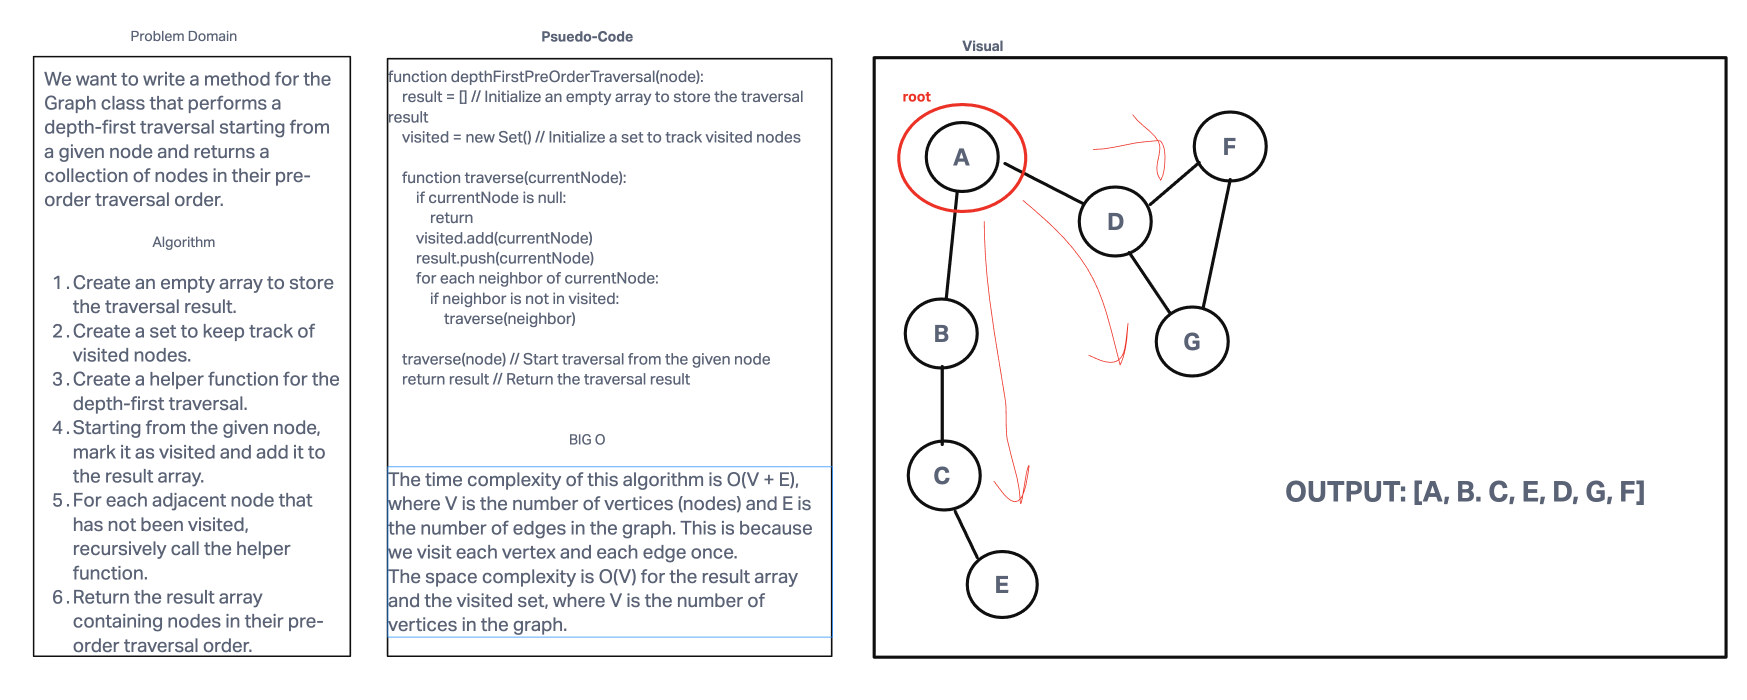 Problem Domain
We want to write a method for the
Graph class that performs a
depth-first traversal starting from
a given node and returns a
collection of nodes in their pre-
order traversal order.
Algorithm
1. Create an empty array to store
the traversal result.
2. Create a set to keep track of
visited nodes.
3. Create a helper function for the
depth-first traversal.
4. Starting from the given node,
mark it as visited and add it to
the result array.
5. For each adjacent node that
has not been visited,
recursively call the helper
function.
6. Return the result array
containing nodes in their pre-
order traversal order.
Psuedo-Code
function depthFirstPreOrderTraversal(node):
result = [] // Initialize an empty array to store the traversal
result
visited = new Set() // Initialize a set to track visited nodes
function traverse(currentNode):
if currentNode is null:
return
visited.add(currentNode)
result.push(currentNode)
for each neighbor of currentNode:
if neighbor is not in visited:
traverse(neighbor)
traverse(node) // Start traversal from the given node
return result // Return the traversal result
BIG O
The time complexity of this algorithm is O(V + E),
where V is the number of vertices (nodes) and E is
the number of edges in the graph. This is because
we visit each vertex and each edge once.
The space complexity is O(V) for the result array
and the visited set, where V is the number of
vertices in the graph.
Visual
root
A
F
D
B
G
C
E
OUTPUT: [A, B. C, E, D, G, F]